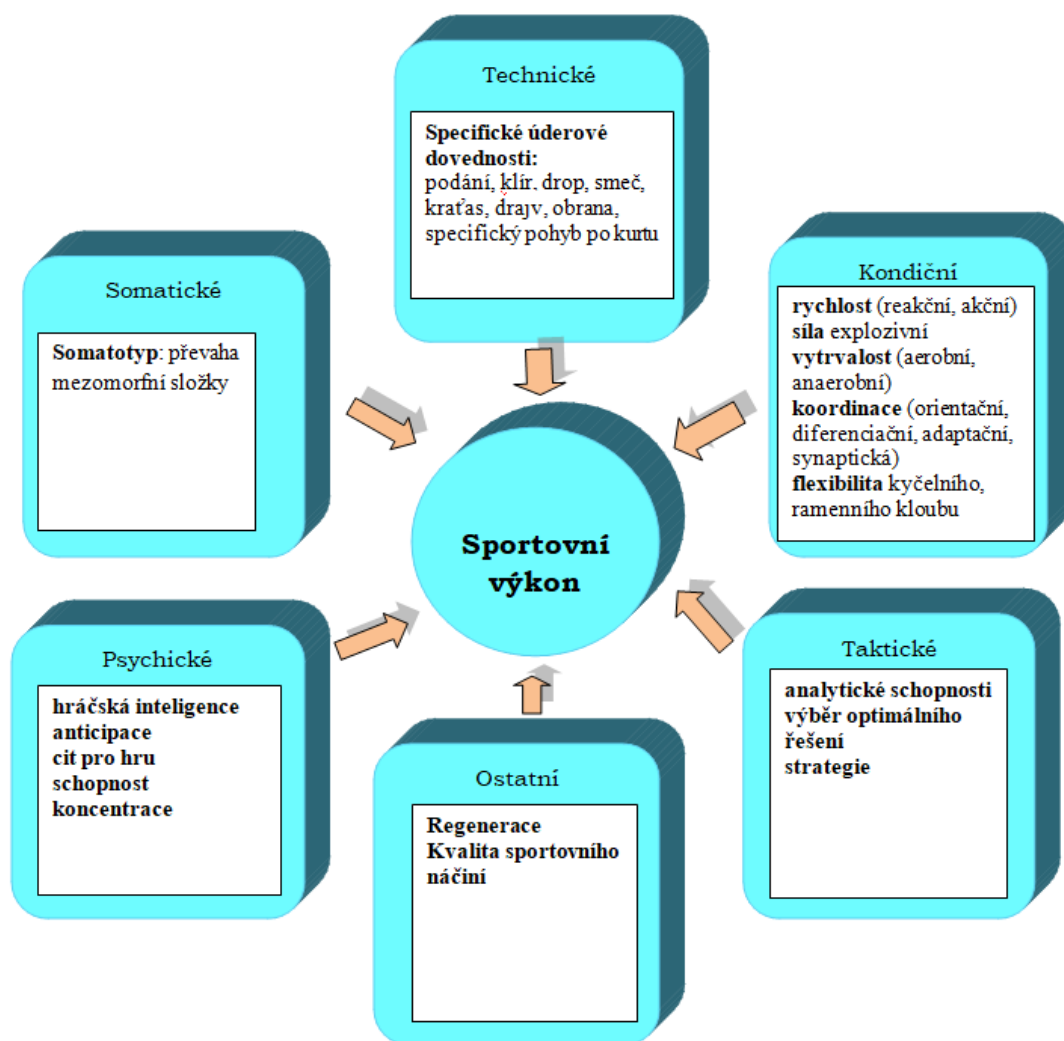 Technické
Specifické úderové
dovednosti:
podání, klír. drop, smeč,
kraťas, drajv, obrana,
specifický pohyb po kurtu
Somatické
Somatotyp: převaha
mezomorfní složky
Kondiční
rychlost (reakční, akční)
síla explozivní
vytrvalost (aerobní,
anaerobní)
koordinace (orientační,
diferenciační, adaptační,
synaptická)
flexibilita kyčelního,
ramenního kloubu
Sportovní
výkon
Psychické
hráčská inteligence
anticipace
cit pro hru
schopnost
koncentrace
Ostatní
Regenerace
Kvalita sportovního
náčiní
Taktické
analytické schopnosti
výběr optimálního
řešení
strategie